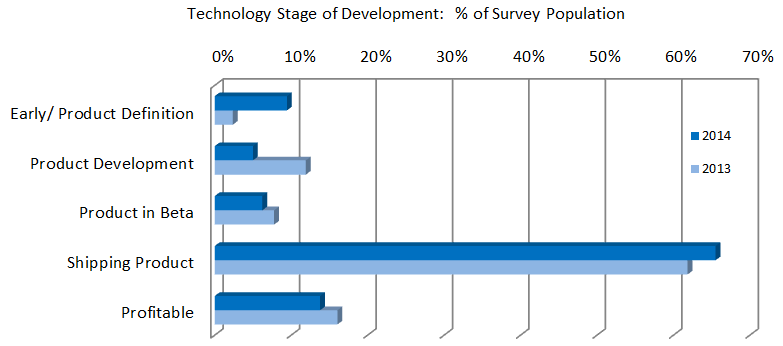 Technology Stage of Development:  % of Survey Population
0% 10% 20% 30% 40% 50% 60% 70%
Early/ Product Definition
Product Development
Product in Beta
Shipping Product
Profitable
2014
2013